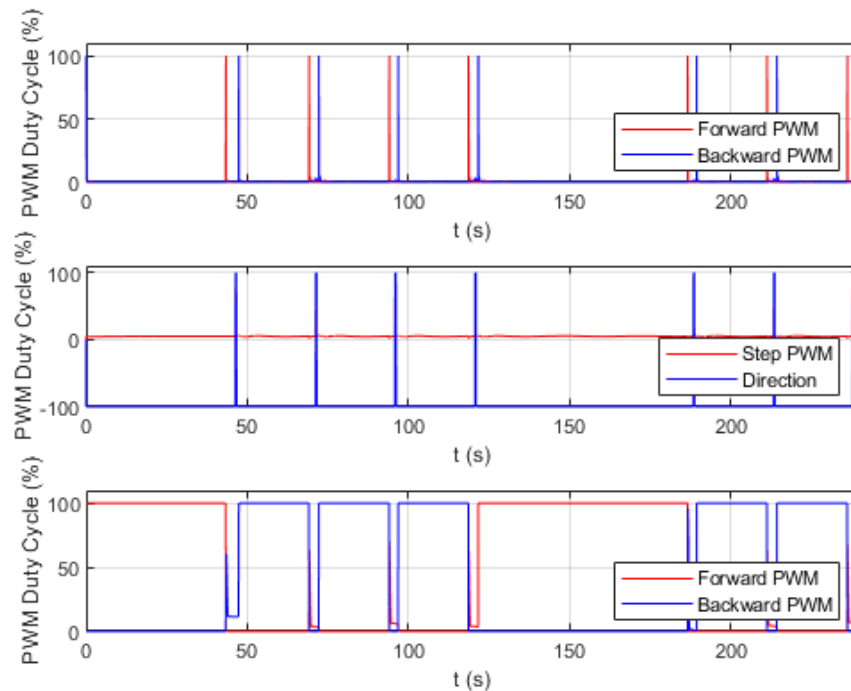 PWM Duty Cycle (%)
100
50
0
Forward PWM
Backward PWM
0 50 100 150 200
t (s)
PWM Duty Cycle (%)
100
0
-100
Step PWM
Direction
0 50 100 150 200
t (s)
PWM Duty Cycle (%)
100
50
0
Forward PWM
Backward PWM
0 50 100 150 200
t (s)